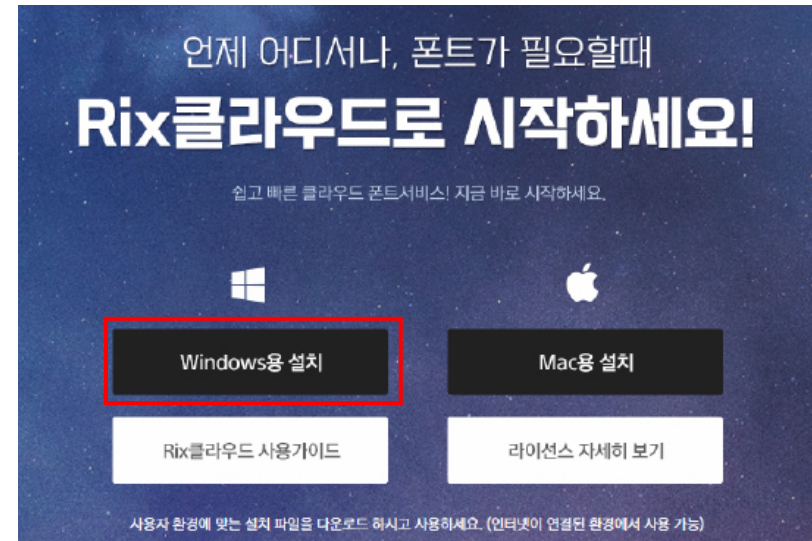 언제 어디서나, 폰트가 필요할때
Rix클라우드로 시작하세요!
쉽고 빠른 클라우드 폰트서비스! 지금 바로 시작하세요.
Windows용 설치
Mac용 설치
Rix클라우드 사용가이드
라이선스 자세히 보기
사용자 환경에 맞는 설치 파일을 다운로드 하시고 사용하세요. (인터넷이 연결된 환경에서 사용 가능)